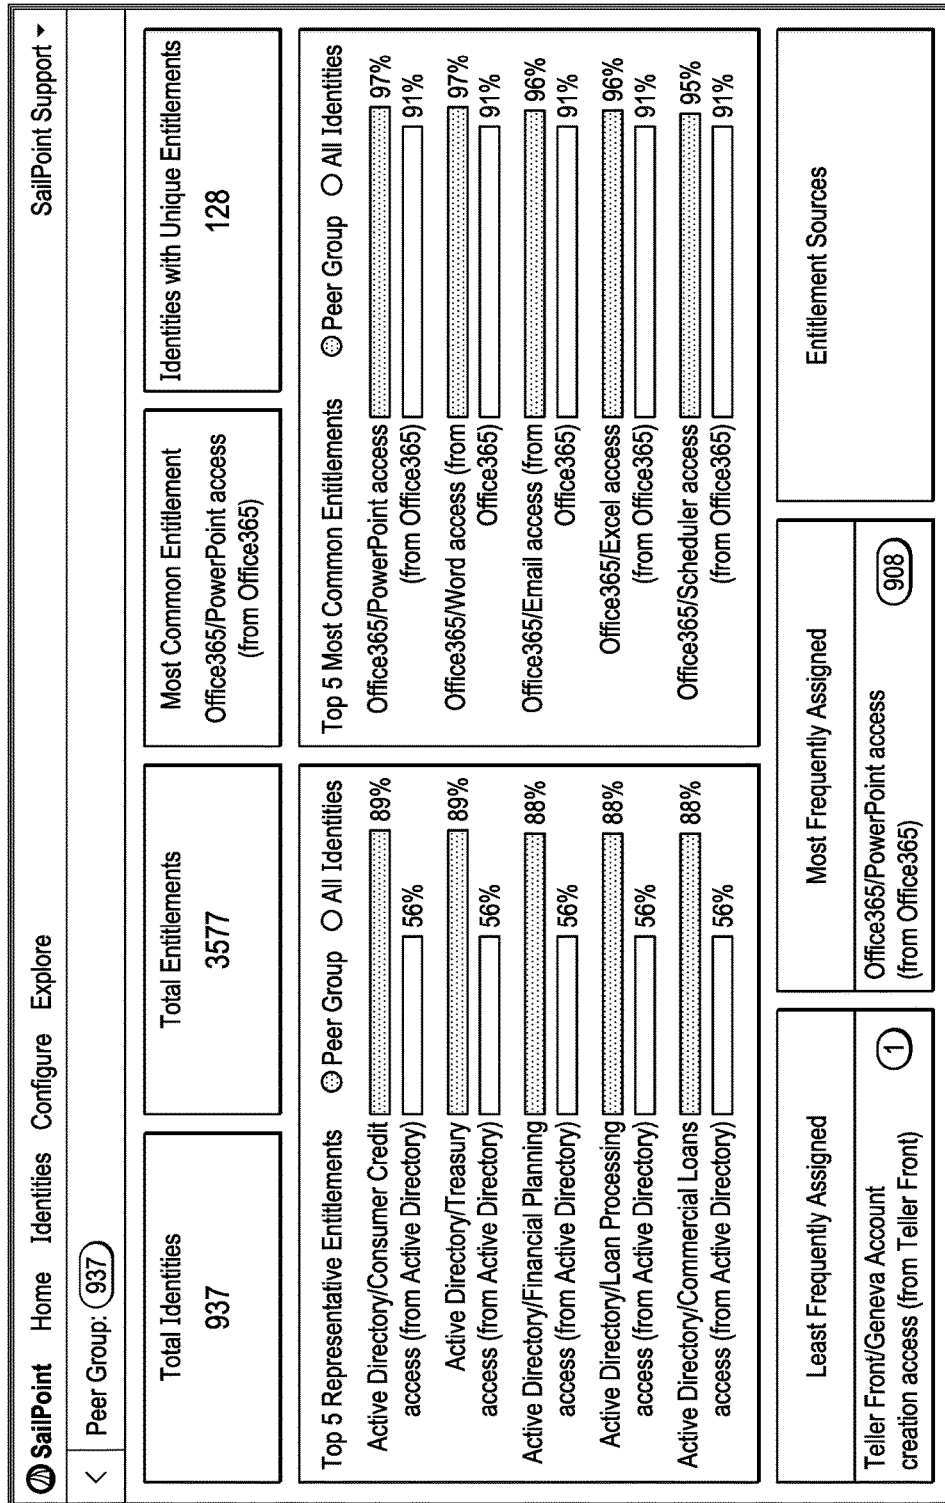 SailPoint Home Identities Configure Explore SailPoint Support
< Peer Group: 937
Total Identities
937
Total Entitlements
3577
Most Common Entitlement
Office365/PowerPoint access
(from Office365)
Identities with Unique Entitlements
128
Top 5 Representative Entitlements Peer Group All Identities
Active Directory/Consumer Credit 89%
access (from Active Directory) 56%
Active Directory/Treasury 89%
access (from Active Directory) 56%
Active Directory/Financial Planning 88%
access (from Active Directory) 56%
Active Directory/Loan Processing 88%
access (from Active Directory) 56%
Active Directory/Commercial Loans 88%
access (from Active Directory) 56%
Top 5 Most Common Entitlements Peer Group All Identities
Office365/PowerPoint access 97%
(from Office365) 91%
Office365/Word access (from 97%
Office365) 91%
Office365/Email access (from 96%
Office365) 91%
Office365/Excel access 96%
(from Office365) 91%
Office365/Scheduler access 95%
(from Office365) 91%
Least Frequently Assigned
Teller Front/Geneva Account
creation access (from Teller Front) 1
Most Frequently Assigned
Office365/PowerPoint access
(from Office365) 908
Entitlement Sources